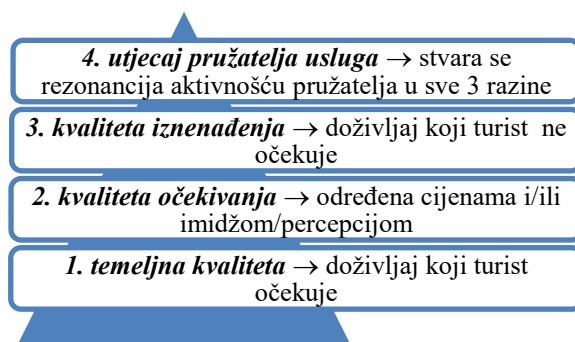 4. utjecaj pružatelja usluga → stvara se
rezonancija aktivnošću pružatelja u sve 3 razine
3. kvaliteta iznenađenja → doživljaj koji turist ne
očekuje
2. kvaliteta očekivanja → određena cijenama i/ili
imidžom/percepcijom
1. temeljna kvaliteta → doživljaj koji turist
očekuje